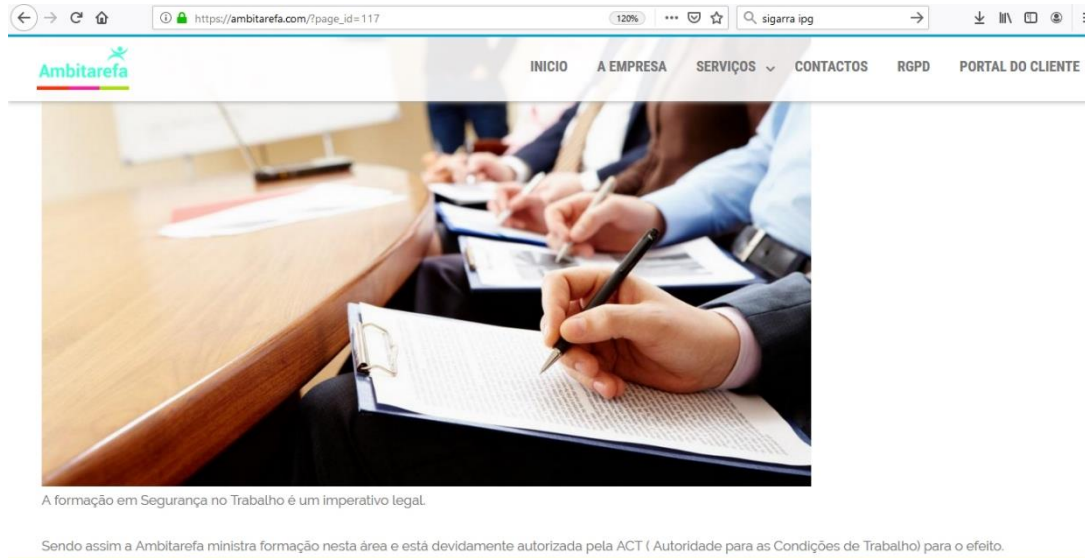 https://ambitarefa.com/?page_id=117
120%
sigarra ipg
Ambitarefa
INICIO
A EMPRESA
SERVIÇOS
CONTACTOS
RGPD
PORTAL DO CLIENTE
A formação em Segurança no Trabalho é um imperativo legal.
Sendo assim a Ambitarefa ministra formação nesta área e está devidamente autorizada pela ACT ( Autoridade para as Condições de Trabalho) para o efeito.